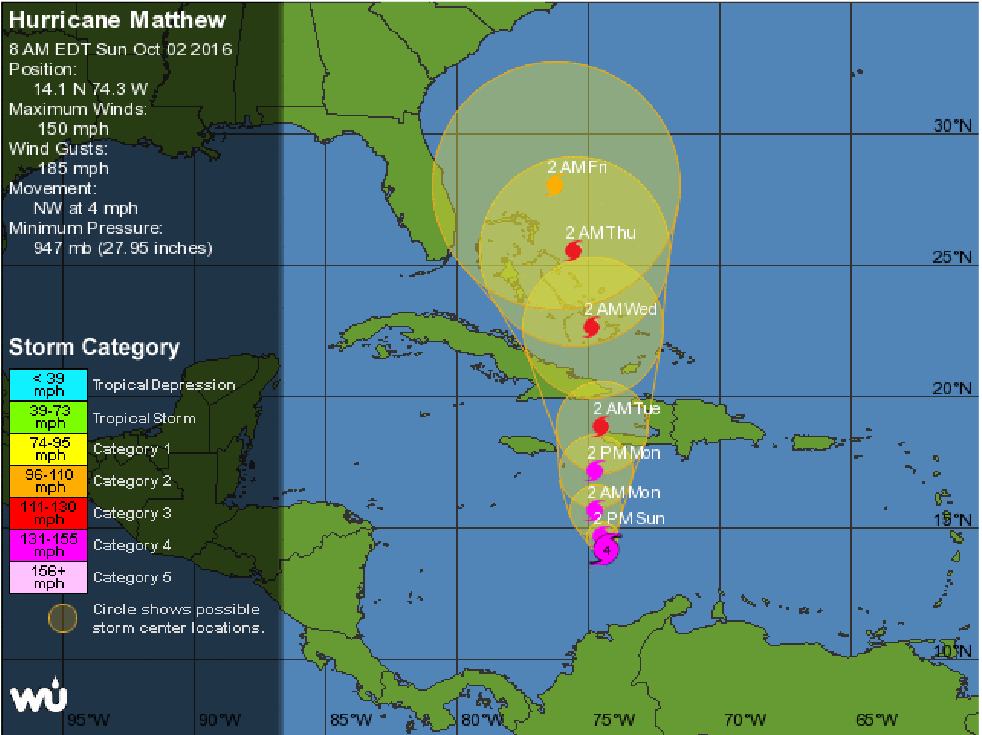 Hurricane Matthew
8 AM EDT Sun Oct 02 2016
Position:
14.1 N 74.3 W
Maximum Winds:
150 mph
Wind Gusts:
185 mph
Movement:
NW at 4 mph
Minimum Pressure:
947 mb (27.95 inches)
30°N
2 AM Fri
2 AM Thu
25°N
2 AM Wed
Storm Category
< 39 mph Tropical Depression
39-73 mph Tropical Storm
74-95 mph Category 1
96-110 mph Category 2
111-130 mph Category 3
131-155 mph Category 4
156+ mph Category 5
20°N
2 AM Tue
2 PM Mon
2 AM Mon
2 PM Sun
15°N
4
Circle shows possible
storm center locations.
10°N
wu
95°W 90°W 85°W 80°W 75°W 70°W 65°W